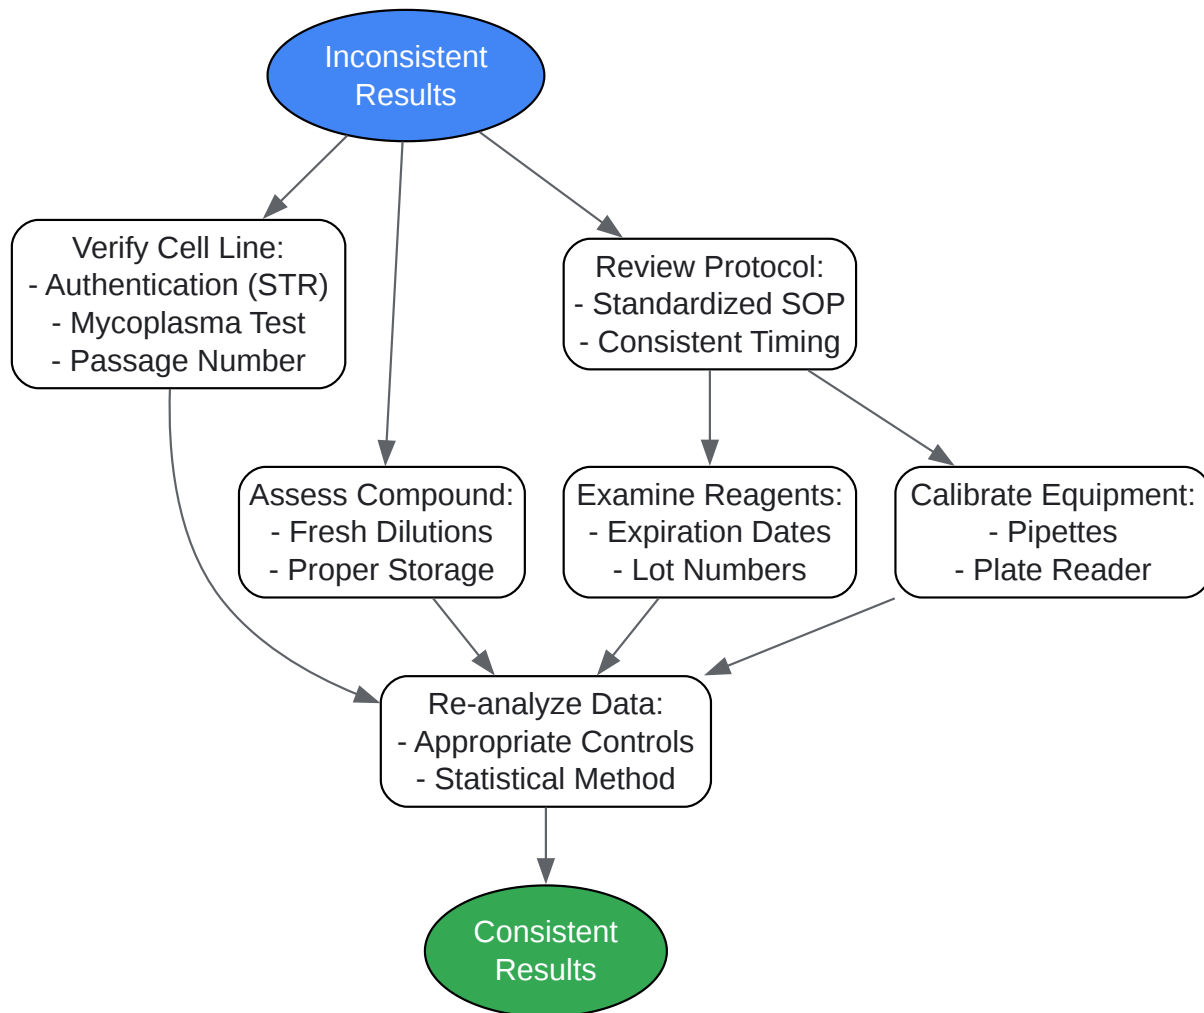 Inconsistent
Results
Verify Cell Line:
- Authentication (STR)
- Mycoplasma Test
- Passage Number
Review Protocol:
- Standardized SOP
- Consistent Timing
Assess Compound:
- Fresh Dilutions
- Proper Storage
Examine Reagents:
- Expiration Dates
- Lot Numbers
Calibrate Equipment:
- Pipettes
- Plate Reader
Re-analyze Data:
- Appropriate Controls
- Statistical Method
Consistent
Results